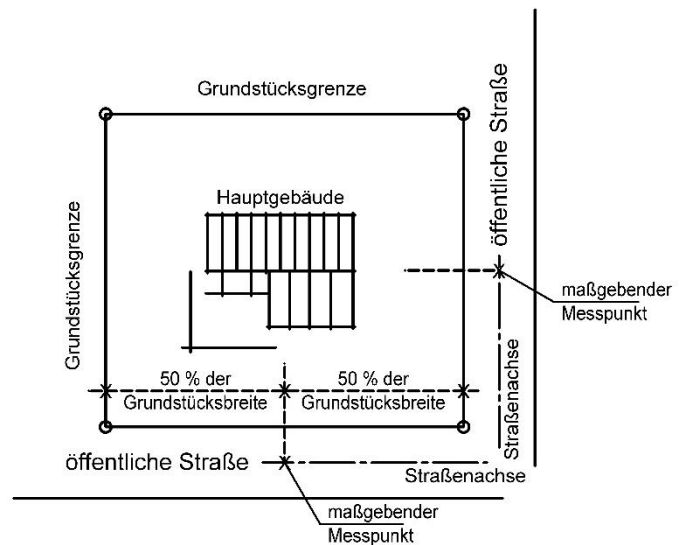 Grundstücksgrenze
öffentliche Straße
Hauptgebäude
Grundstücksgrenze
maßgebender
Messpunkt
50 % der
Grundstücksbreite
50 % der
Grundstücksbreite
Straßenachse
öffentliche Straße
Straßenachse
maßgebender
Messpunkt